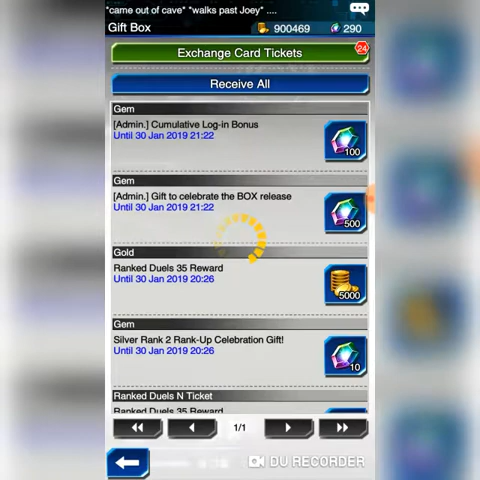 *came out of cave* *walks past Joey* ....
Gift Box 900469 290
Exchange Card Tickets 24
Receive All
Gem
[Admin.] Cumulative Log-in Bonus
Until 30 Jan 2019 21:22
100
Gem
[Admin.] Gift to celebrate the BOX release
Until 30 Jan 2019 21:22
500
Gold
Ranked Duels 35 Reward
Until 30 Jan 2019 20:26
5000
Gem
Silver Rank 2 Rank-Up Celebration Gift!
Until 30 Jan 2019 20:26
10
Ranked Duels N Ticket
Ranked Duels 35 Reward
1/1
DU RECORDER